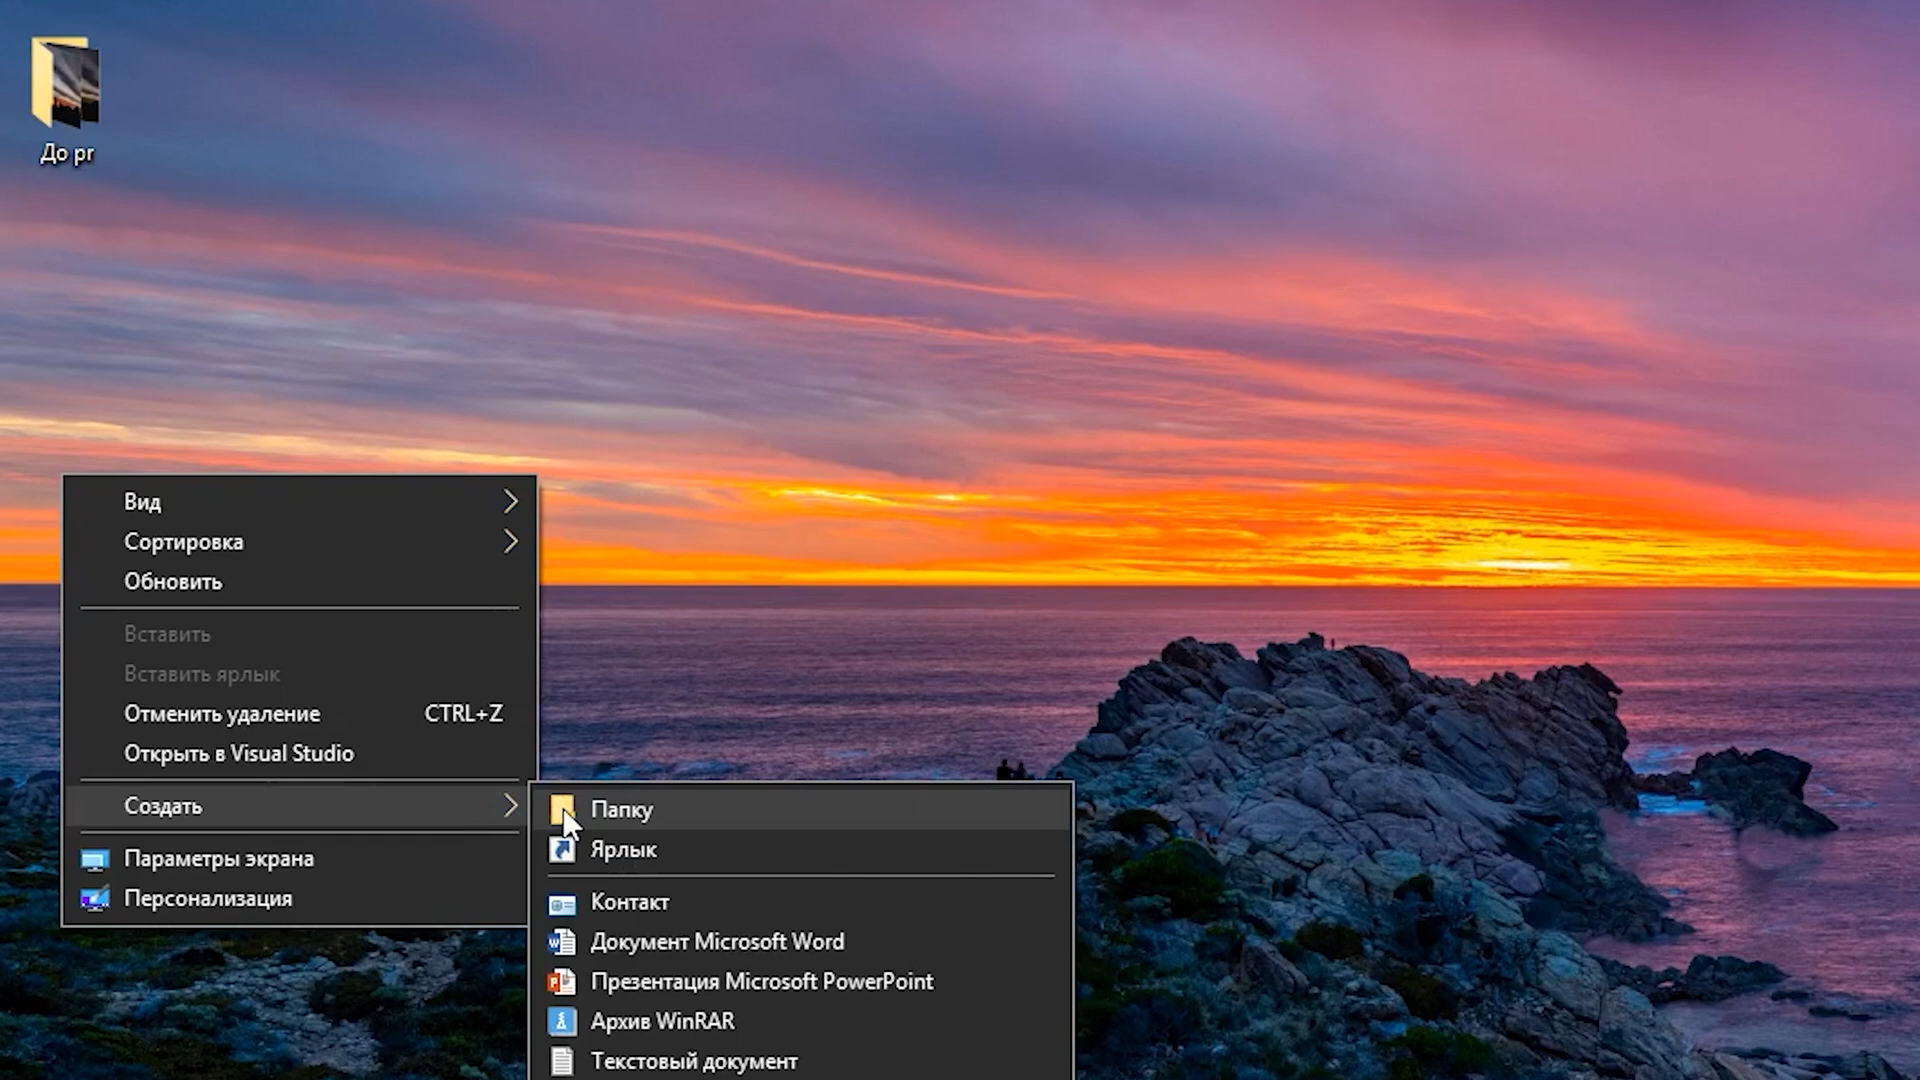 До pr
Вид
Сортировка
Обновить
Вставить
Вставить ярлык
Отменить удаление CTRL+Z
Открыть в Visual Studio
Создать
Параметры экрана
Персонализация
Папку
Ярлык
Контакт
Документ Microsoft Word
Презентация Microsoft PowerPoint
Архив WinRAR
Текстовый документ